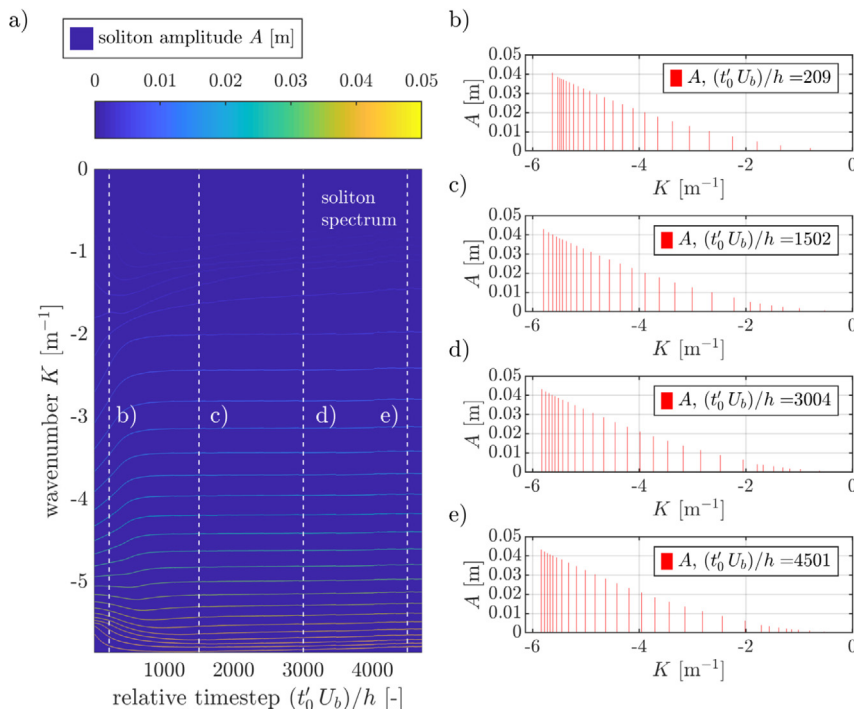 a)
soliton amplitude A [m]
0 0.01 0.02 0.03 0.04 0.05
0
-1
-2
-3
-4
-5
wavenumber K [m⁻¹]
soliton
spectrum
b) c) d) e)
1000 2000 3000 4000
relative timestep (t′₀ U_b)/h [-]
b)
A, (t′₀ U_b)/h =209
0.05
0.04
0.03
0.02
0.01
0
A [m]
-6 -4 -2 0
K [m⁻¹]
c)
A, (t′₀ U_b)/h =1502
0.05
0.04
0.03
0.02
0.01
0
A [m]
-6 -4 -2 0
K [m⁻¹]
d)
A, (t′₀ U_b)/h =3004
0.05
0.04
0.03
0.02
0.01
0
A [m]
-6 -4 -2 0
K [m⁻¹]
e)
A, (t′₀ U_b)/h =4501
0.05
0.04
0.03
0.02
0.01
0
A [m]
-6 -4 -2 0
K [m⁻¹]